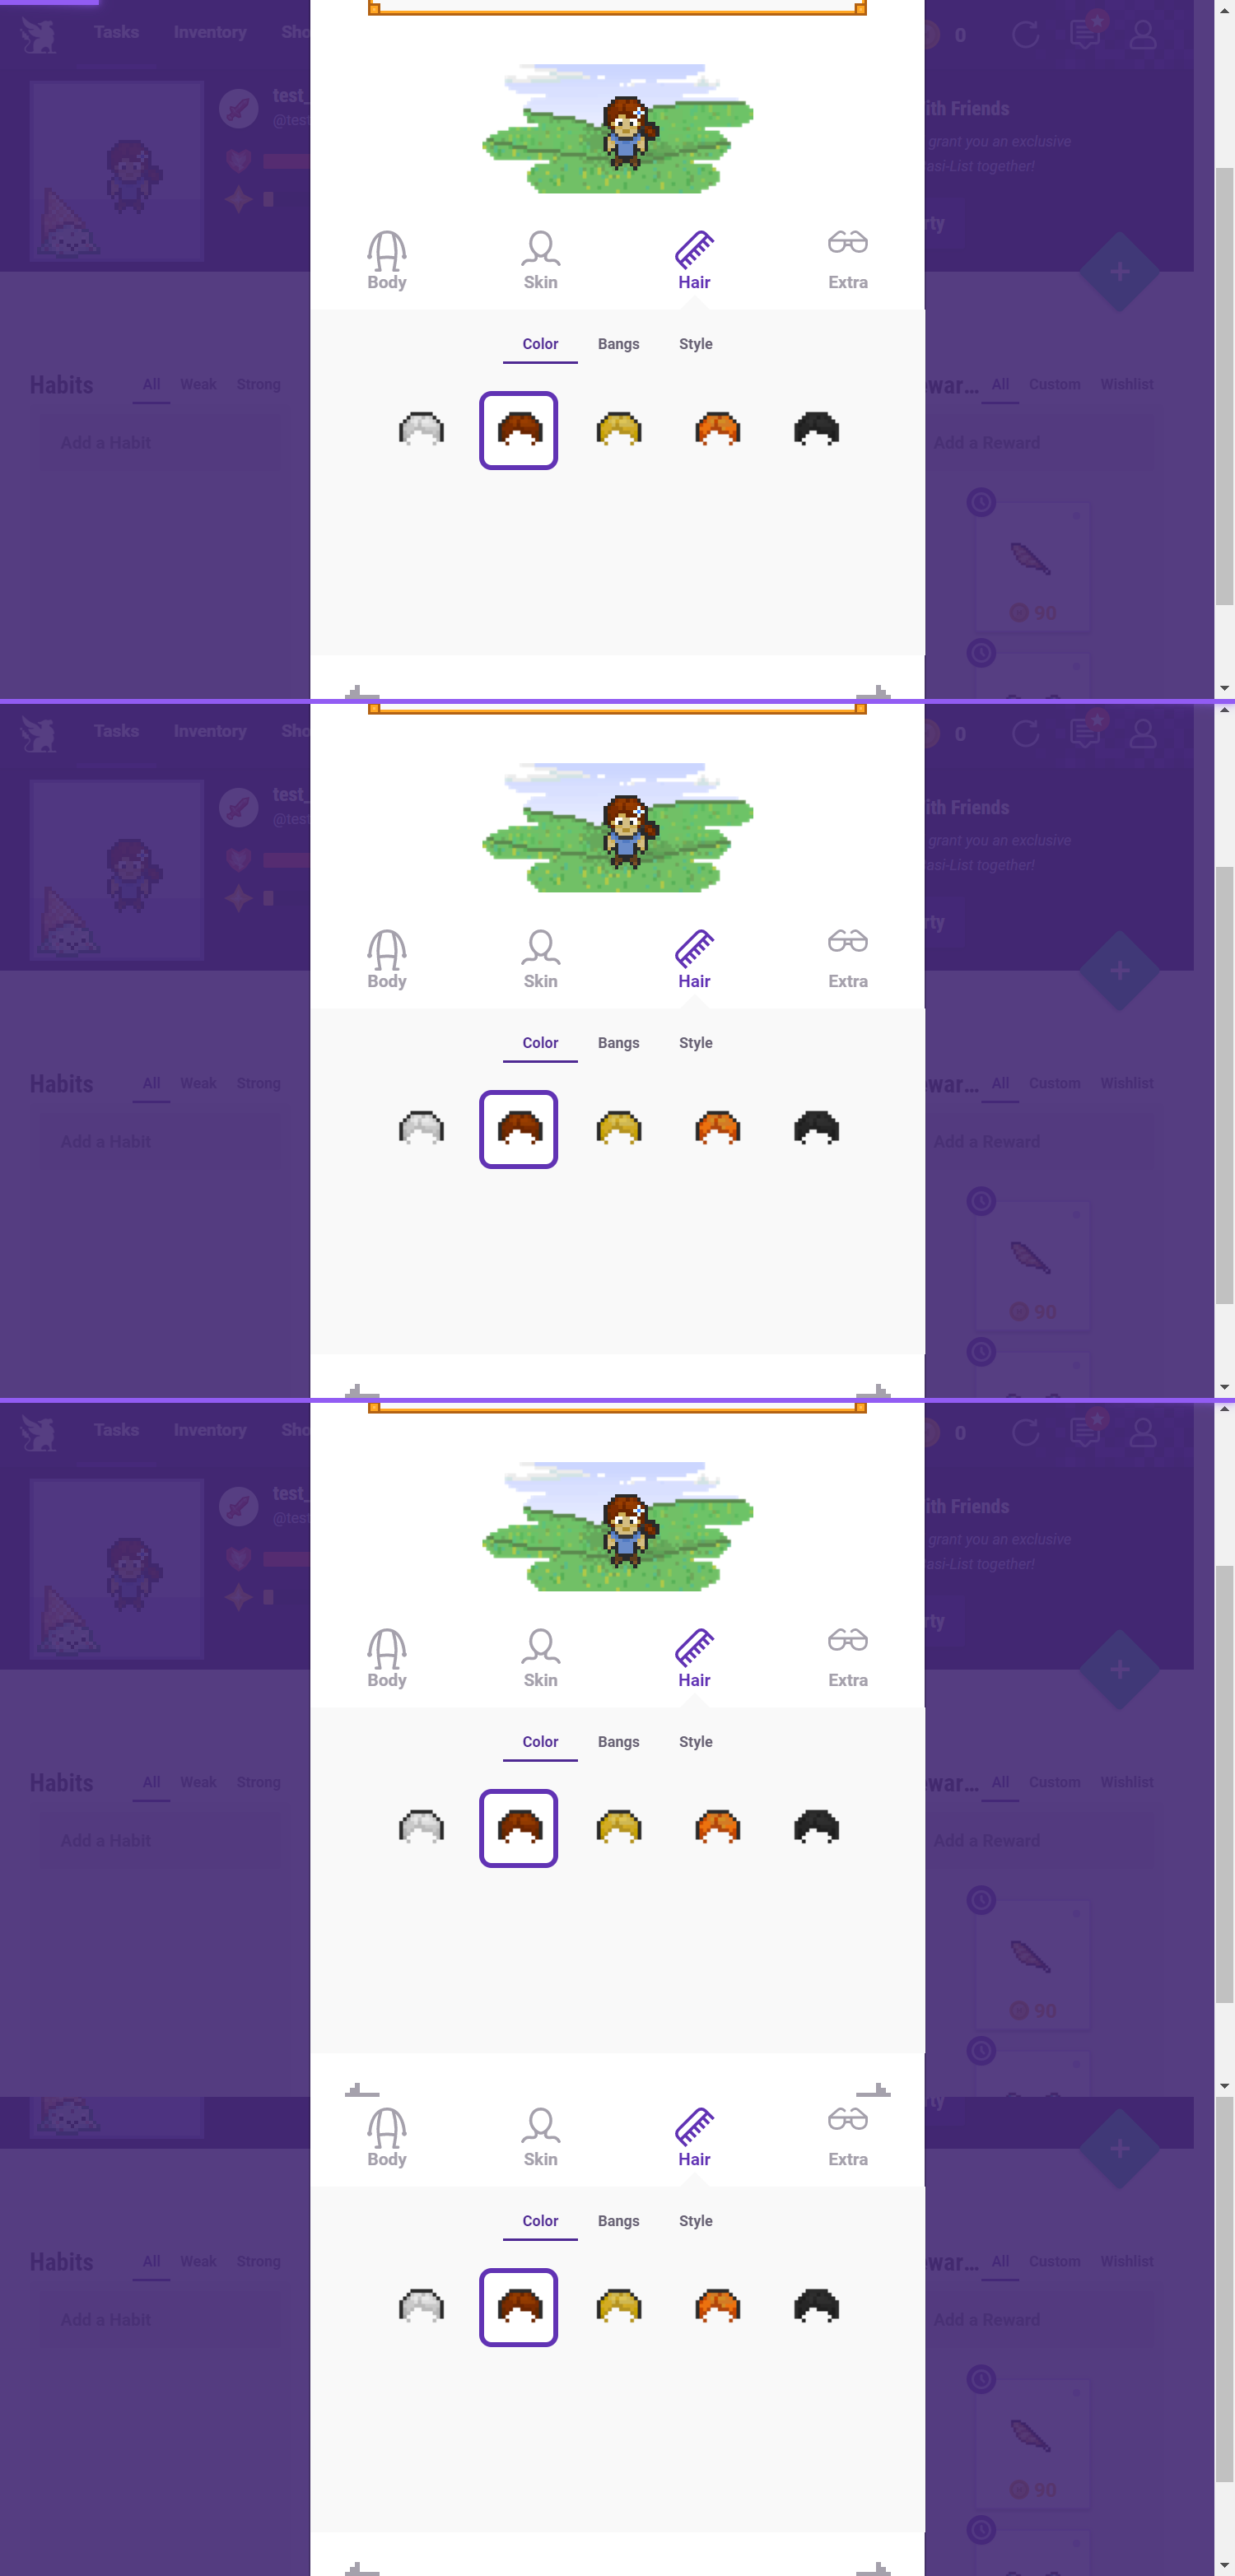 Tasks Inventory Sho 0
test_ ith Friends
@test grant you an exclusive
asi-List together!
rty
Body Skin Hair Extra
Color Bangs Style
Habits All Weak Strong ewar... All Custom Wishlist
Add a Habit Add a Reward
90
Tasks Inventory Sho 0
test_ ith Friends
@test grant you an exclusive
asi-List together!
rty
Body Skin Hair Extra
Color Bangs Style
Habits All Weak Strong ewar... All Custom Wishlist
Add a Habit Add a Reward
90
Tasks Inventory Sho 0
test_ ith Friends
@test grant you an exclusive
asi-List together!
rty
Body Skin Hair Extra
Color Bangs Style
Habits All Weak Strong ewar... All Custom Wishlist
Add a Habit Add a Reward
90
Body Skin Hair Extra
Color Bangs Style
Habits All Weak Strong ewar... All Custom Wishlist
Add a Habit Add a Reward
90